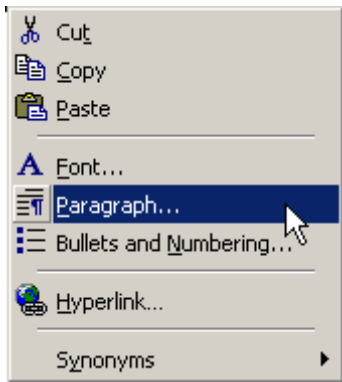 Cut
Copy
Paste
Font...
Paragraph...
Bullets and Numbering...
Hyperlink...
Synonyms